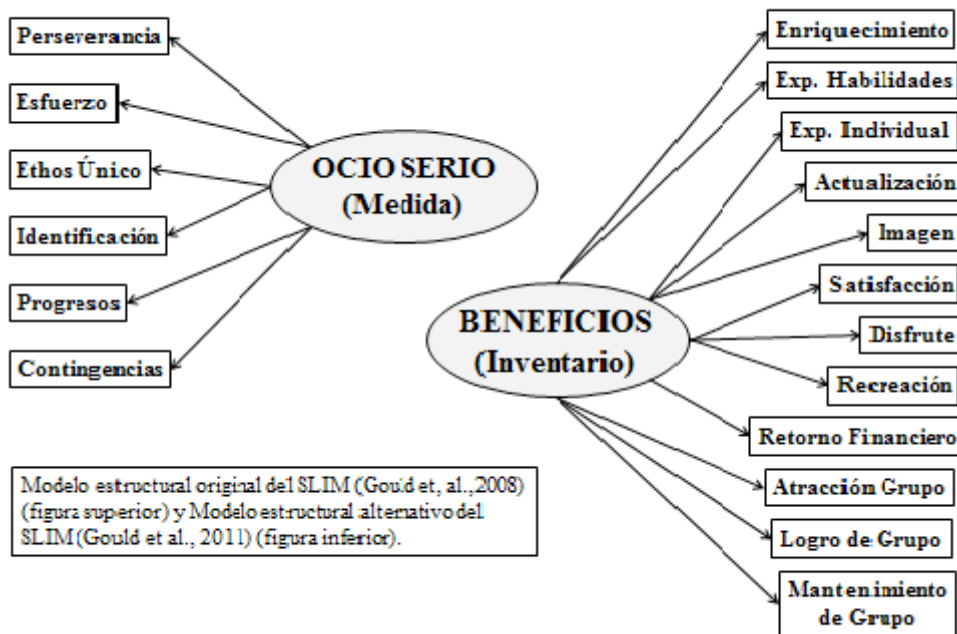 Perseverancia
Esfuerzo
Ethos Único
Identificación
Progresos
Contingencias
OCIO SERIO
(Medida)
BENEFICIOS
(Inventario)
Enriquecimiento
Exp. Habilidades
Exp. Individual
Actualización
Imagen
Satisfacción
Disfrute
Recreación
Retorno Financiero
Atracción Grupo
Logro de Grupo
Mantenimiento
de Grupo
Modelo estructural original del SLIM (Gould et, al.,2008)
(figura superior) y Modelo estructural alternativo del
SLIM (Gould et al., 2011) (figura inferior).